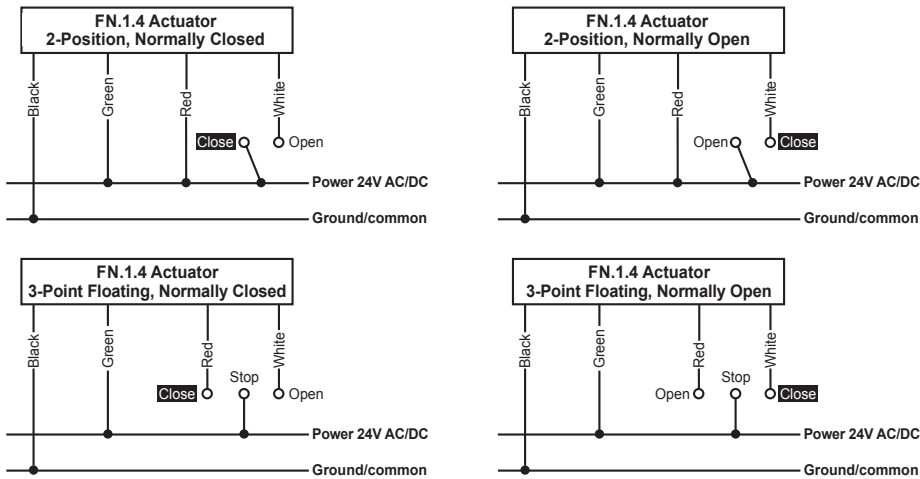 FN.1.4 Actuator
2-Position, Normally Closed
Black
Green
Red
White
Close
Open
Power 24V AC/DC
Ground/common
FN.1.4 Actuator
2-Position, Normally Open
Black
Green
Red
White
Open
Close
Power 24V AC/DC
Ground/common
FN.1.4 Actuator
3-Point Floating, Normally Closed
Black
Green
Red
White
Stop
Close
Open
Power 24V AC/DC
Ground/common
FN.1.4 Actuator
3-Point Floating, Normally Open
Black
Green
Red
White
Stop
Open
Close
Power 24V AC/DC
Ground/common